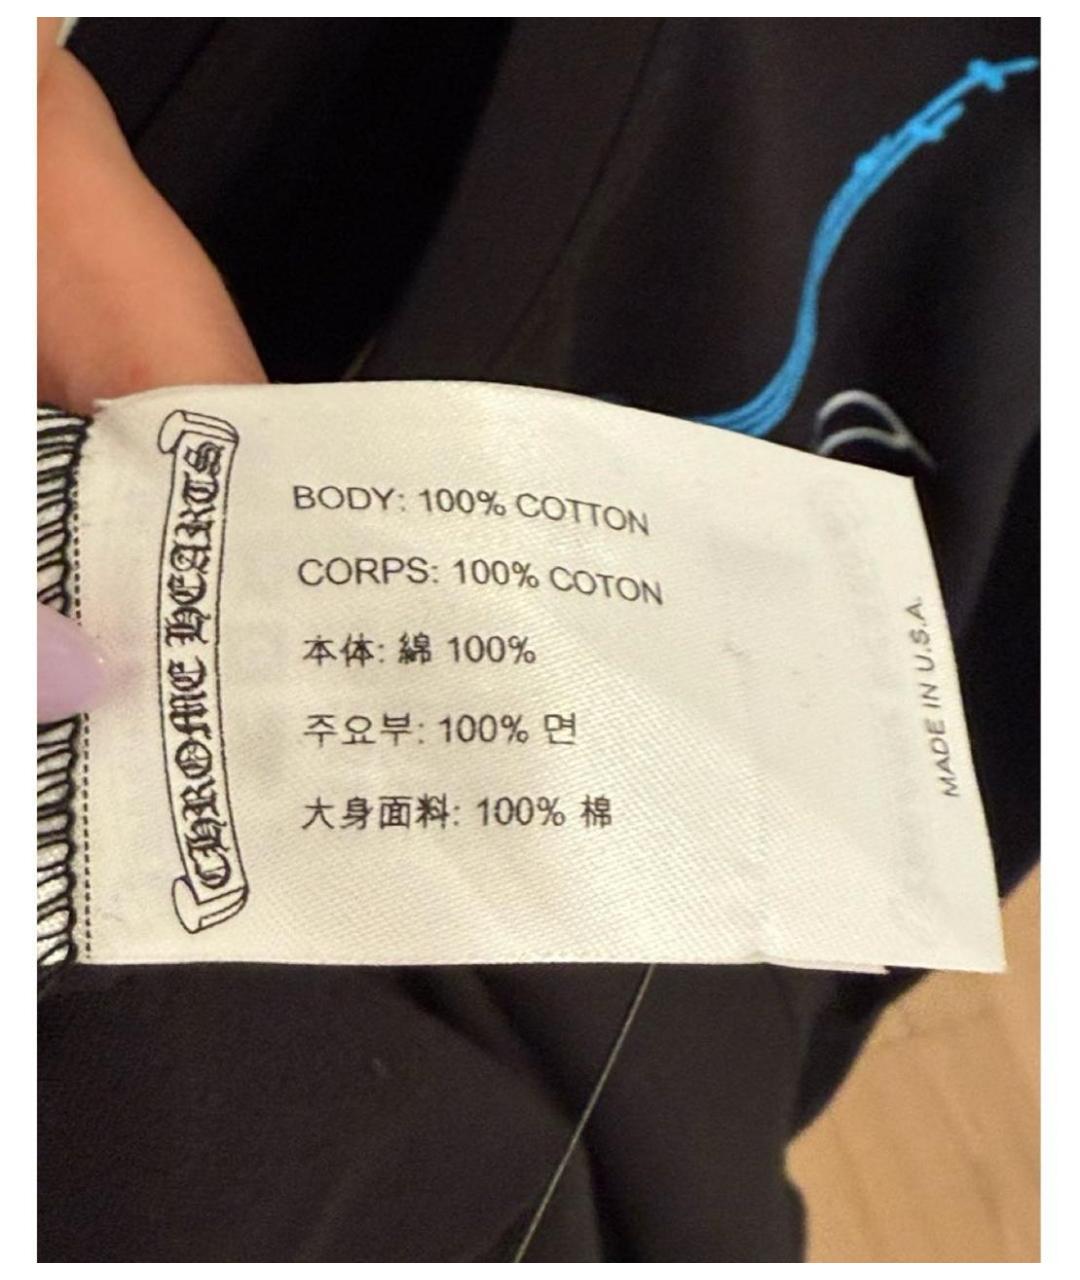 CHROME HEARTS
BODY: 100% COTTON
CORPS: 100% COTON
本体: 綿 100%
주요부: 100% 면
大身面料: 100% 棉
MADE IN U.S.A.